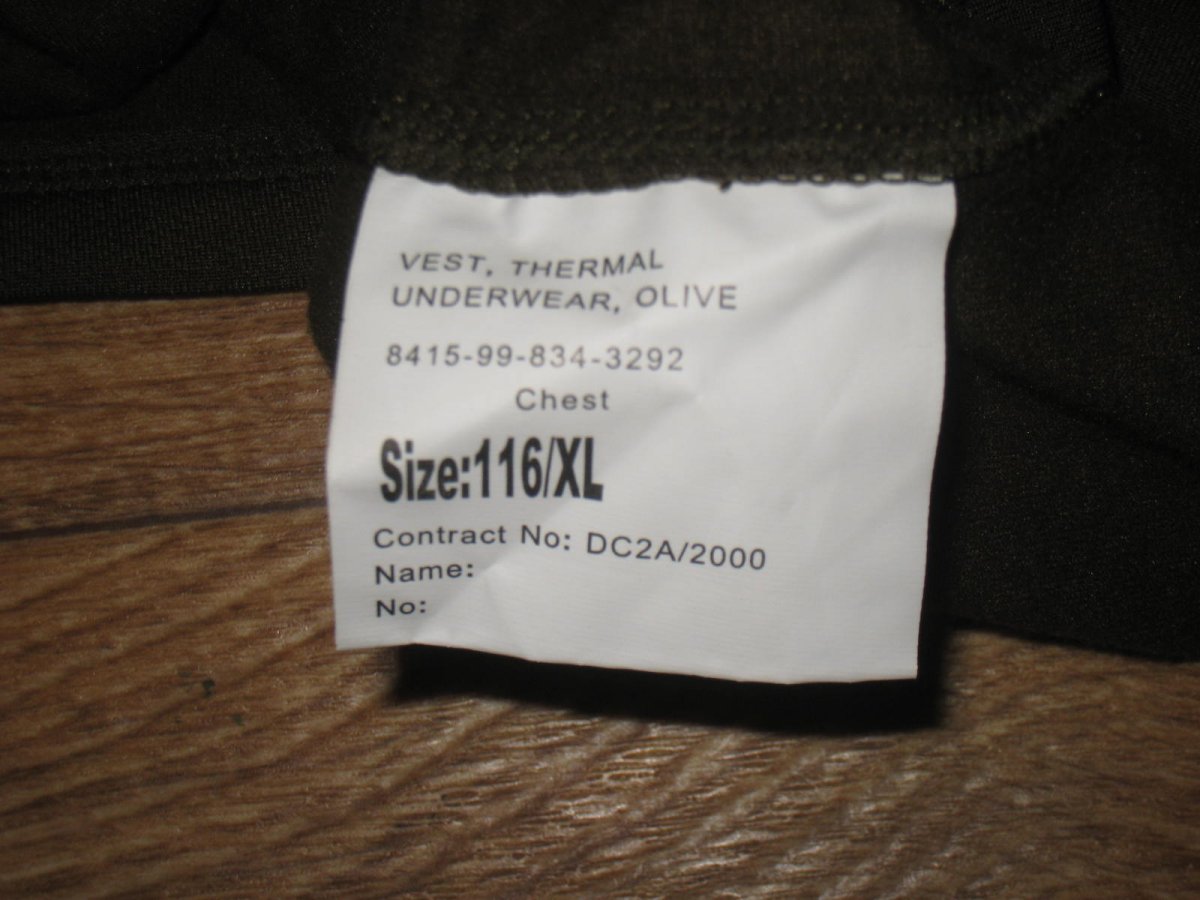 VEST, THERMAL
UNDERWEAR, OLIVE
8415-99-834-3292
Chest
Size:116/XL
Contract No: DC2A/2000
Name:
No: